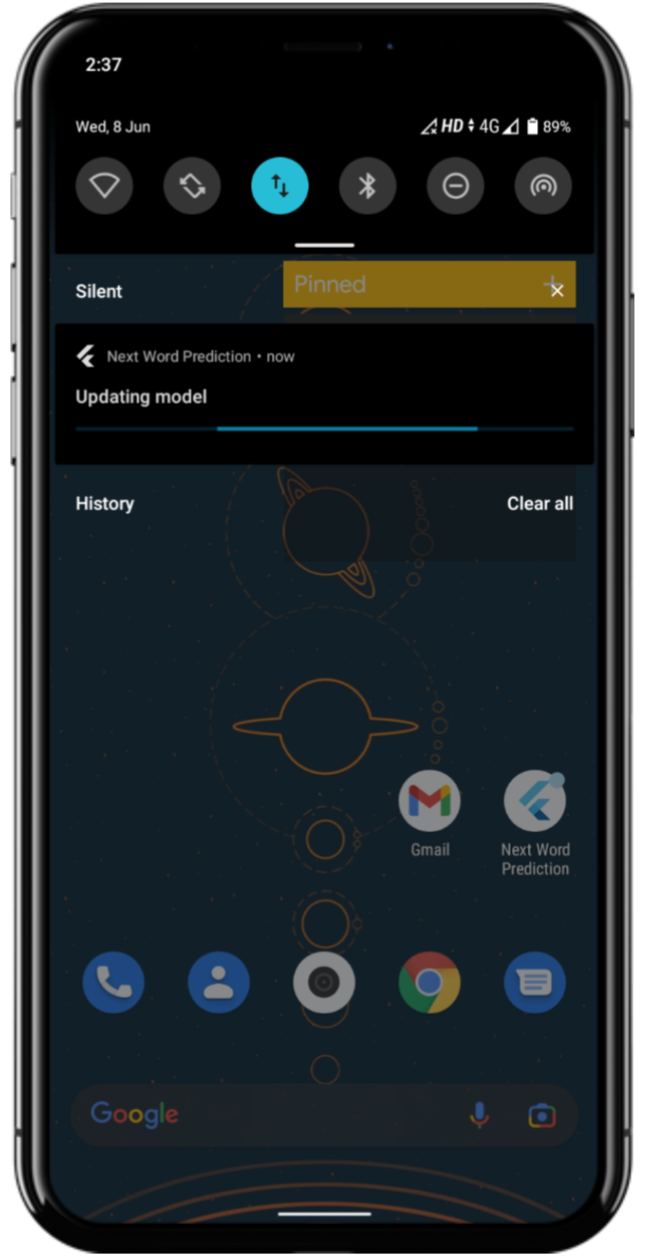 2:37
Wed, 8 Jun
HD 4G 89%
Silent
Pinned
Next Word Prediction • now
Updating model
History
Clear all
Gmail
Next Word
Prediction
Google